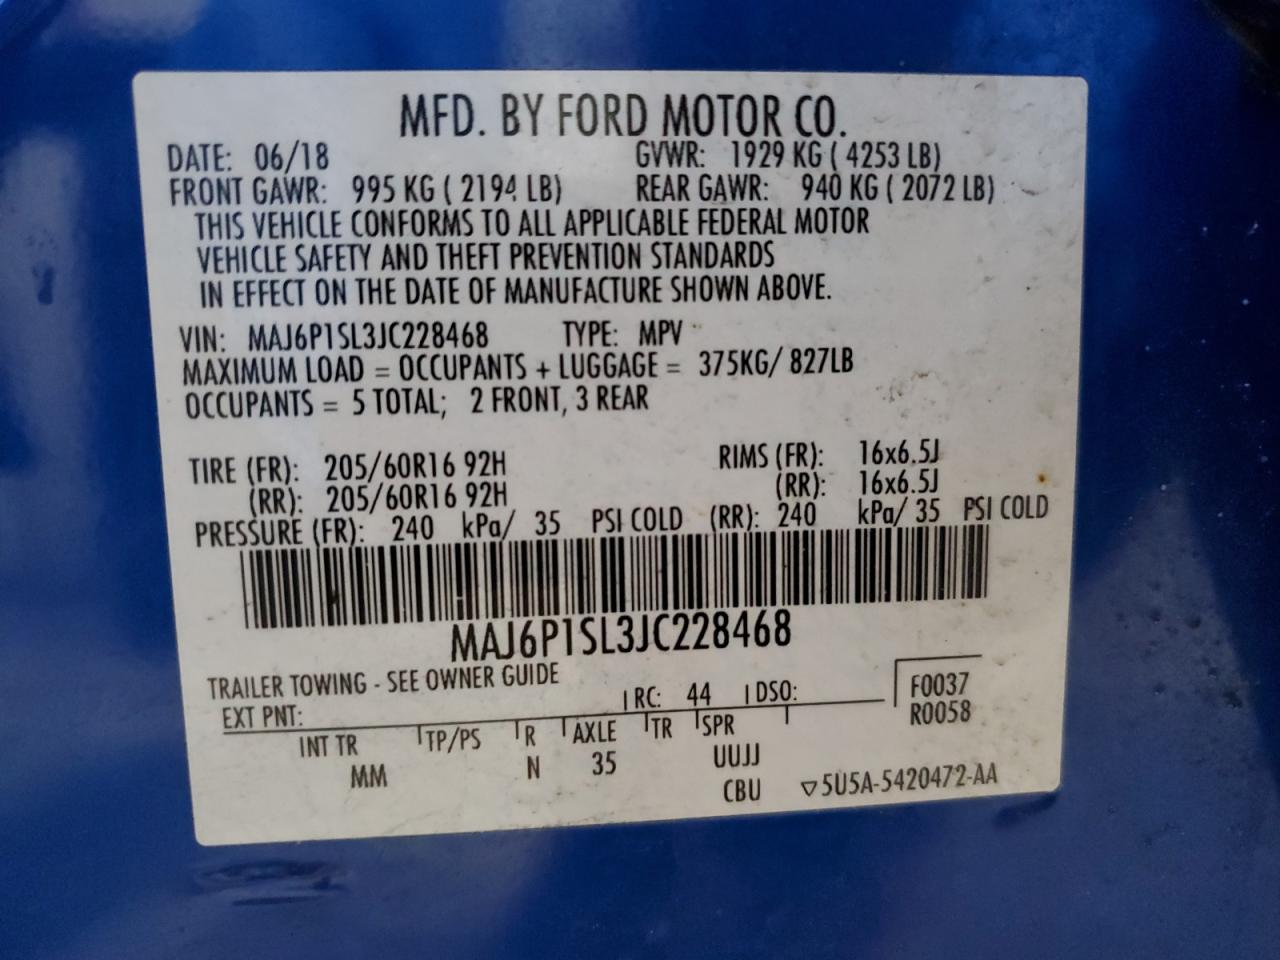 MFD. BY FORD MOTOR CO.
DATE: 06/18 GVWR: 1929 KG ( 4253 LB)
FRONT GAWR: 995 KG ( 2194 LB) REAR GAWR: 940 KG ( 2072 LB)
THIS VEHICLE CONFORMS TO ALL APPLICABLE FEDERAL MOTOR
VEHICLE SAFETY AND THEFT PREVENTION STANDARDS
IN EFFECT ON THE DATE OF MANUFACTURE SHOWN ABOVE.
VIN: MAJ6P1SL3JC228468 TYPE: MPV
MAXIMUM LOAD = OCCUPANTS + LUGGAGE = 375KG/ 827LB
OCCUPANTS = 5 TOTAL; 2 FRONT, 3 REAR
TIRE (FR): 205/60R16 92H RIMS (FR): 16x6.5J
(RR): 205/60R16 92H (RR): 16x6.5J
PRESSURE (FR): 240 kPa/ 35 PSI COLD (RR): 240 kPa/ 35 PSI COLD
MAJ6P1SL3JC228468
TRAILER TOWING - SEE OWNER GUIDE
EXT PNT: RC: 44 DSO: F0037
R0058
INT TR TP/PS R AXLE TR SPR
MM N 35 UUJJ
CBU ▽5U5A-5420472-AA